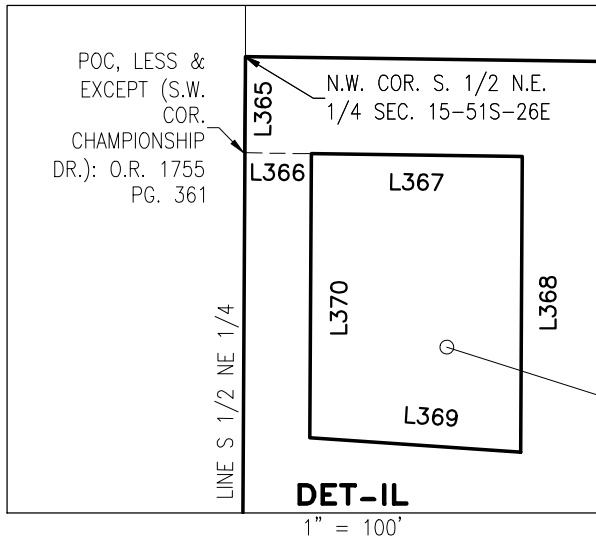 POC, LESS &
EXCEPT (S.W.
COR.
CHAMPIONSHIP
DR.): O.R. 1755
PG. 361
N.W. COR. S. 1/2 N.E.
1/4 SEC. 15-51S-26E
L365
L366
L367
L368
L370
L369
LINE S 1/2 NE 1/4
DET-IL
1" = 100'